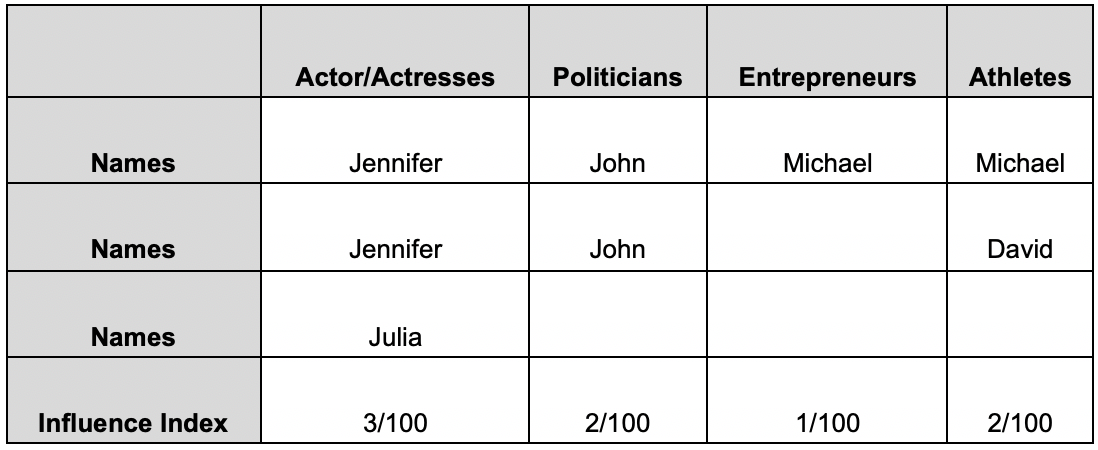 Actor/Actresses Politicians Entrepreneurs Athletes
Names Jennifer John Michael Michael
Names Jennifer John David
Names Julia
Influence Index 3/100 2/100 1/100 2/100